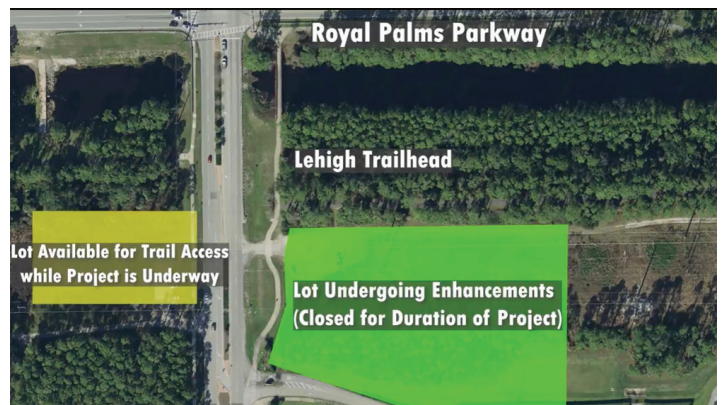 Royal Palms Parkway
Lehigh Trailhead
Lot Available for Trail Access
while Project is Underway
Lot Undergoing Enhancements
(Closed for Duration of Project)